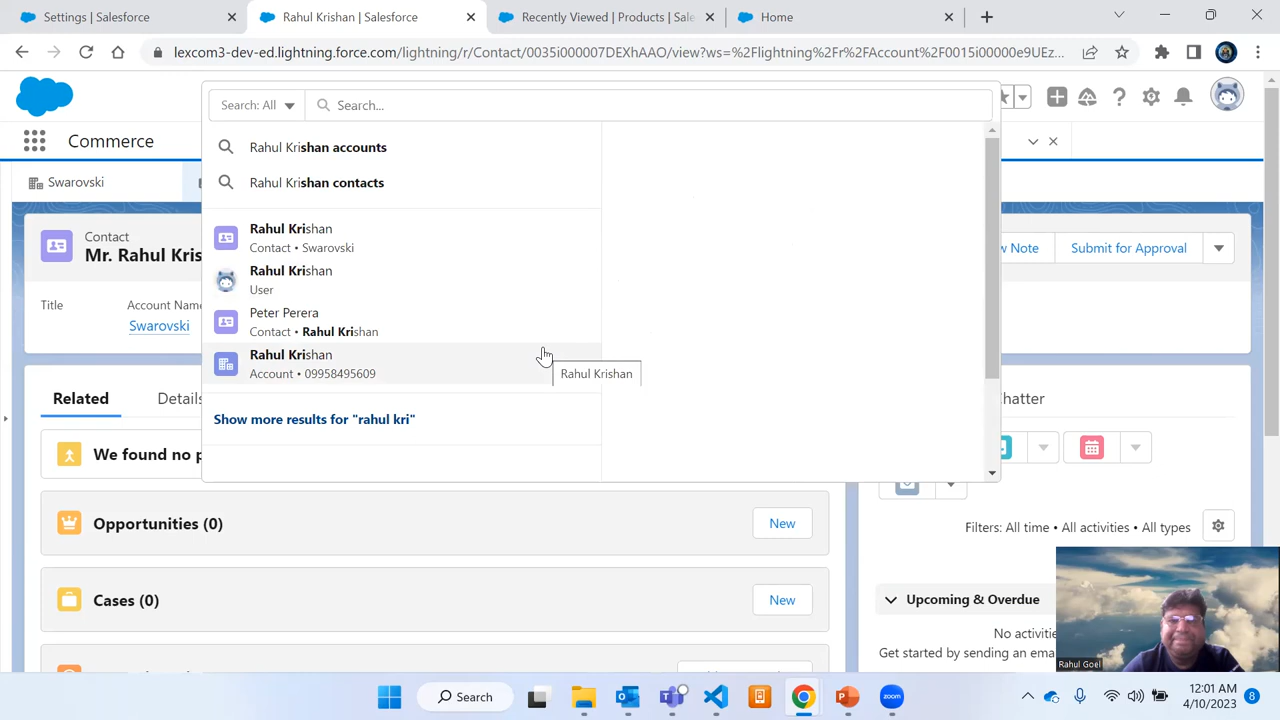 Settings | Salesforce
Rahul Krishan | Salesforce
Recently Viewed | Products | Sale
Home
lexcom3-dev-ed.lightning.force.com/lightning/r/Contact/0035i000007DEXhAAO/view?ws=%2Flightning%2Fr%2FAccount%2F0015i00000e9UEz...
Search: All
Search...
Commerce
Rahul Krishan accounts
Rahul Krishan contacts
Swarovski
Contact
Mr. Rahul Kris
Rahul Krishan
Contact • Swarovski
w Note
Submit for Approval
Rahul Krishan
User
Title
Account Name
Swarovski
Peter Perera
Contact • Rahul Krishan
Rahul Krishan
Account • 09958495609
Rahul Krishan
Related
Details
Show more results for "rahul kri"
hatter
We found no p
Opportunities (0)
New
Filters: All time • All activities • All types
Cases (0)
New
Upcoming & Overdue
No activitie
Get started by sending an ema
Rahul Goel
Search
12:01 AM
4/10/2023
8